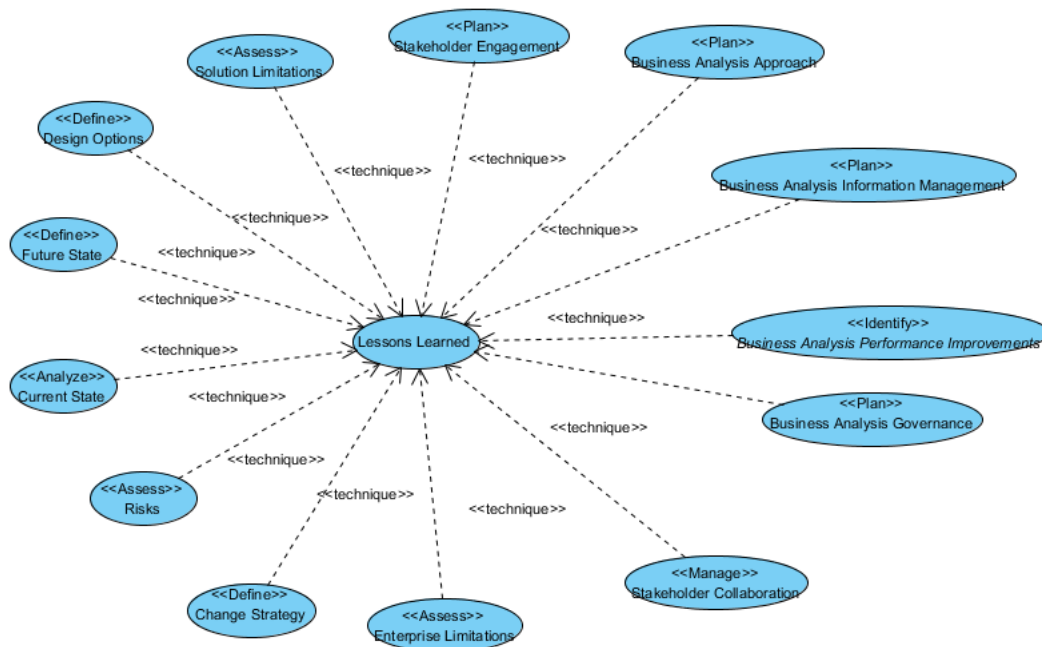 <<Plan>>
Stakeholder Engagement
<<Plan>>
Business Analysis Approach
<<Assess>>
Solution Limitations
<<Define>>
Design Options
<<technique>>
<<technique>>
<<technique>>
<<Plan>>
Business Analysis Information Management
<<technique>>
<<Define>>
Future State
<<technique>>
<<technique>>
<<technique>>
<<Identify>>
Business Analysis Performance Improvements
Lessons Learned
<<technique>>
<<Analyze>>
Current State
<<technique>>
<<Plan>>
Business Analysis Governance
<<technique>>
<<technique>>
<<Assess>>
Risks
<<technique>>
<<technique>>
<<Manage>>
Stakeholder Collaboration
<<Define>>
Change Strategy
<<Assess>>
Enterprise Limitations